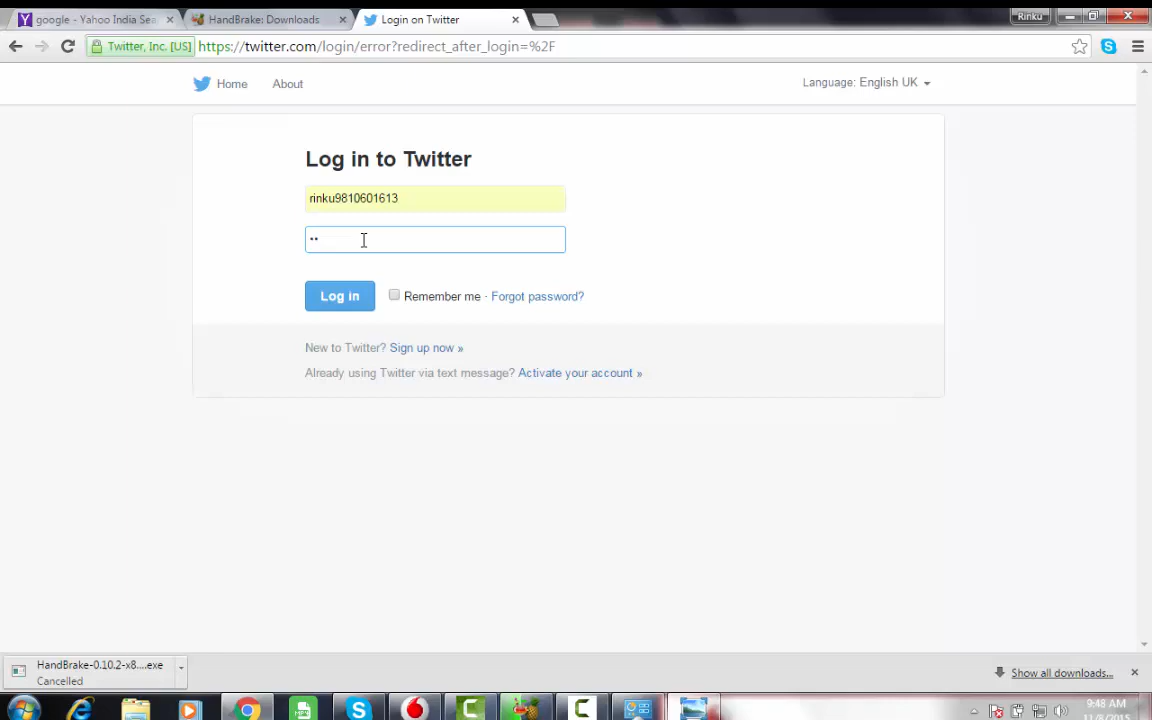 google - Yahoo India Sea
HandBrake: Downloads
Login on Twitter
Rinku
Twitter, Inc. [US]
https://twitter.com/login/error?redirect_after_login=%2F
Home
About
Language: English UK
Log in to Twitter
rinku9810601613
Log in
Remember me · Forgot password?
New to Twitter? Sign up now »
Already using Twitter via text message? Activate your account »
HandBrake-0.10.2-x8....exe
Cancelled
Show all downloads...
9:48 AM
11/8/2015